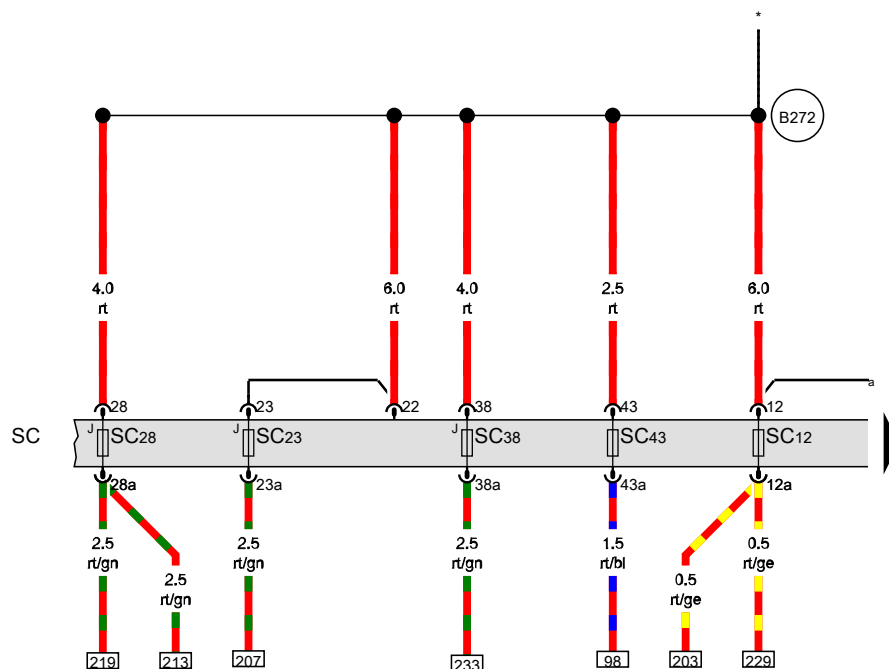 *
B272
4.0 6.0 4.0 2.5 6.0
rt rt rt rt rt
a
28 23 22 38 43 12
SC J SC28 J SC23 J SC38 SC43 SC12
28a 23a 38a 43a 12a
2.5 2.5 2.5 1.5 0.5
rt/gn rt/gn rt/gn rt/bl rt/ge
2.5 0.5
rt/gn rt/ge
219 213 207 233 98 203 229